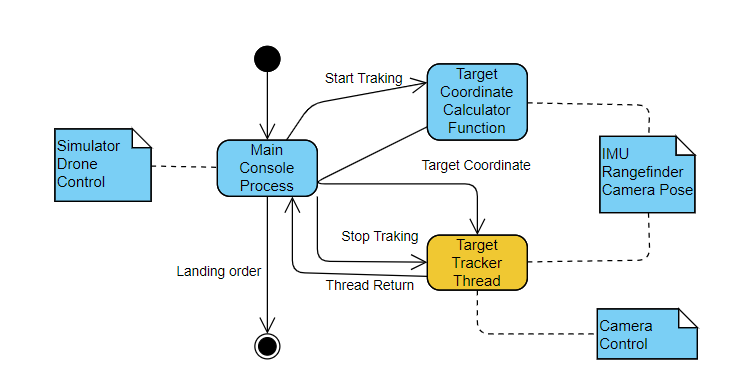 Start Traking
Target
Coordinate
Calculator
Function
Simulator
Drone
Control
Main
Console
Process
IMU
Rangefinder
Camera Pose
Target Coordinate
Stop Traking
Target
Tracker
Thread
Landing order
Thread Return
Camera
Control